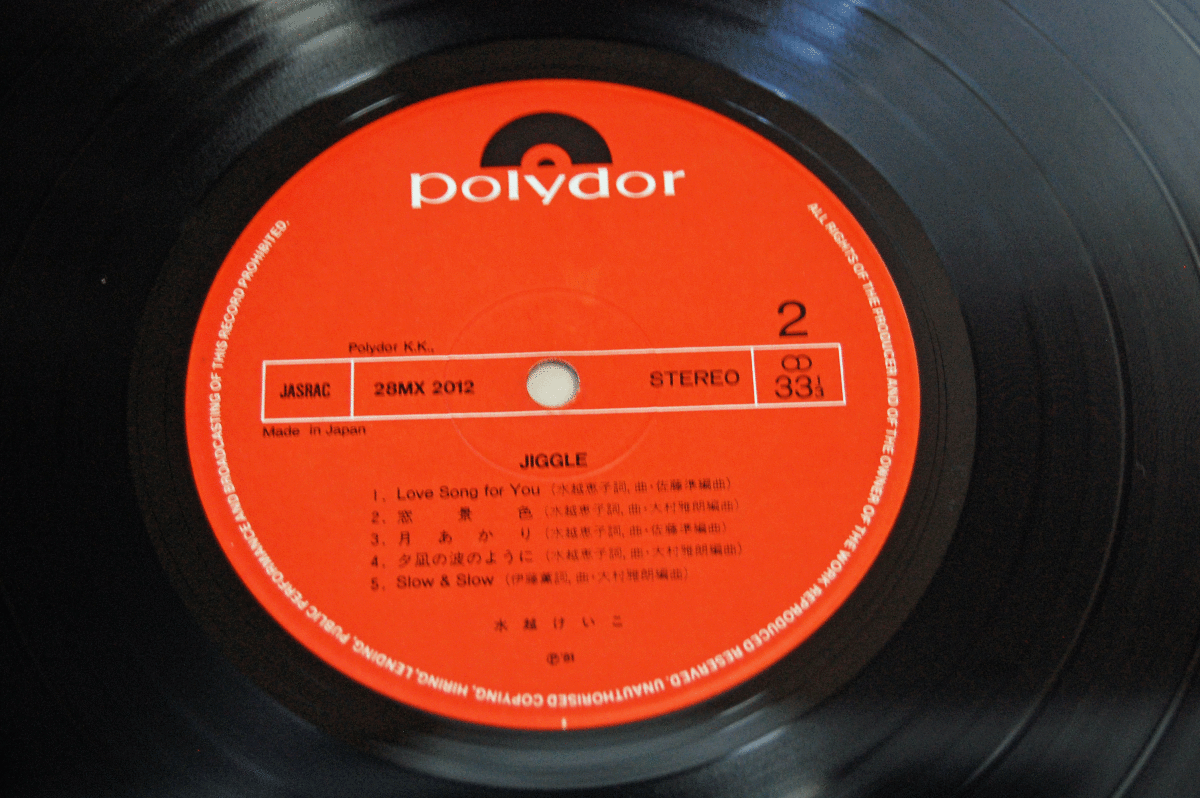 polydor
2
Polydor K.K.,
JASRAC
28MX 2012
STEREO
33⅓
Made in Japan
JIGGLE
1. Love Song for You (水越恵子詞, 曲・佐藤準編曲)
2. 窓景色 (水越恵子詞, 曲・大村雅朗編曲)
3. 月あかり (水越恵子詞, 曲・佐藤準編曲)
4. 夕凪の波のように (水越恵子詞, 曲・大村雅朗編曲)
5. Slow & Slow (伊藤薫詞, 曲・大村雅朗編曲)
水越けいこ
Ⓟ'81
ALL RIGHTS OF THE PRODUCER AND OF THE OWNER OF THE WORK REPRODUCED RESERVED. UNAUTHORISED COPYING, HIRING, LENDING, PUBLIC PERFORMANCE AND BROADCASTING OF THIS RECORD PROHIBITED.